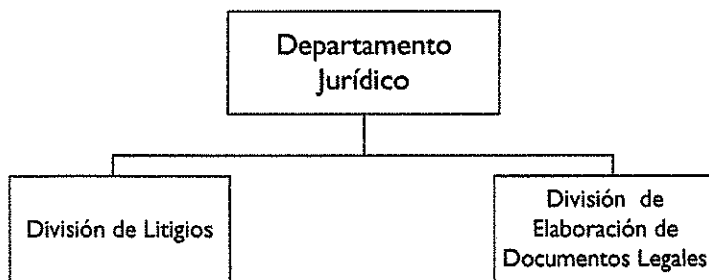 Departamento
Jurídico
División de Litigios
División de
Elaboración de
Documentos Legales